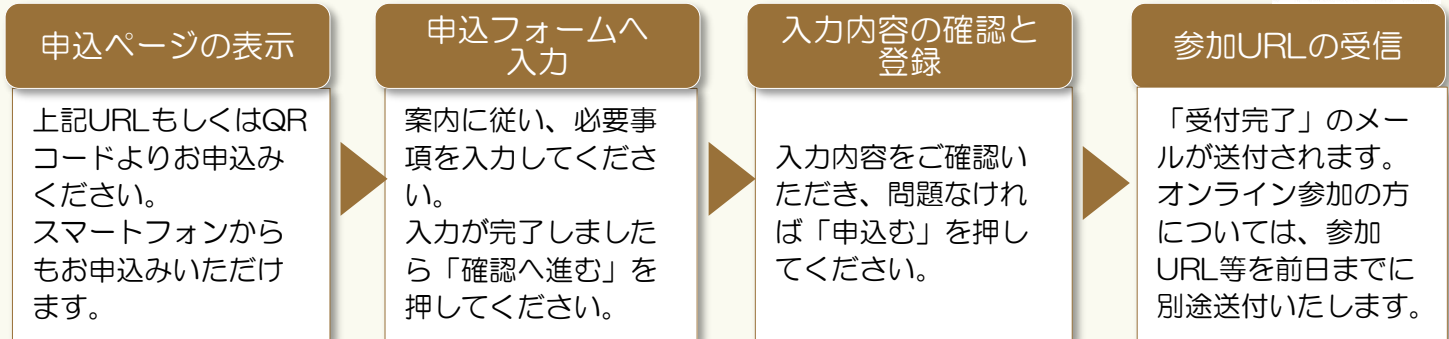 申込ページの表示
上記URLもしくはQR
コードよりお申込み
ください。
スマートフォンから
もお申込みいただけ
ます。
申込フォームへ
入力
案内に従い、必要事
項を入力してくださ
い。
入力が完了しました
ら「確認へ進む」を
押してください。
入力内容の確認と
登録
入力内容をご確認い
ただき、問題なけれ
ば「申込む」を押し
てください。
参加URLの受信
「受付完了」のメー
ルが送付されます。
オンライン参加の方
については、参加
URL等を前日までに
別途送付いたします。